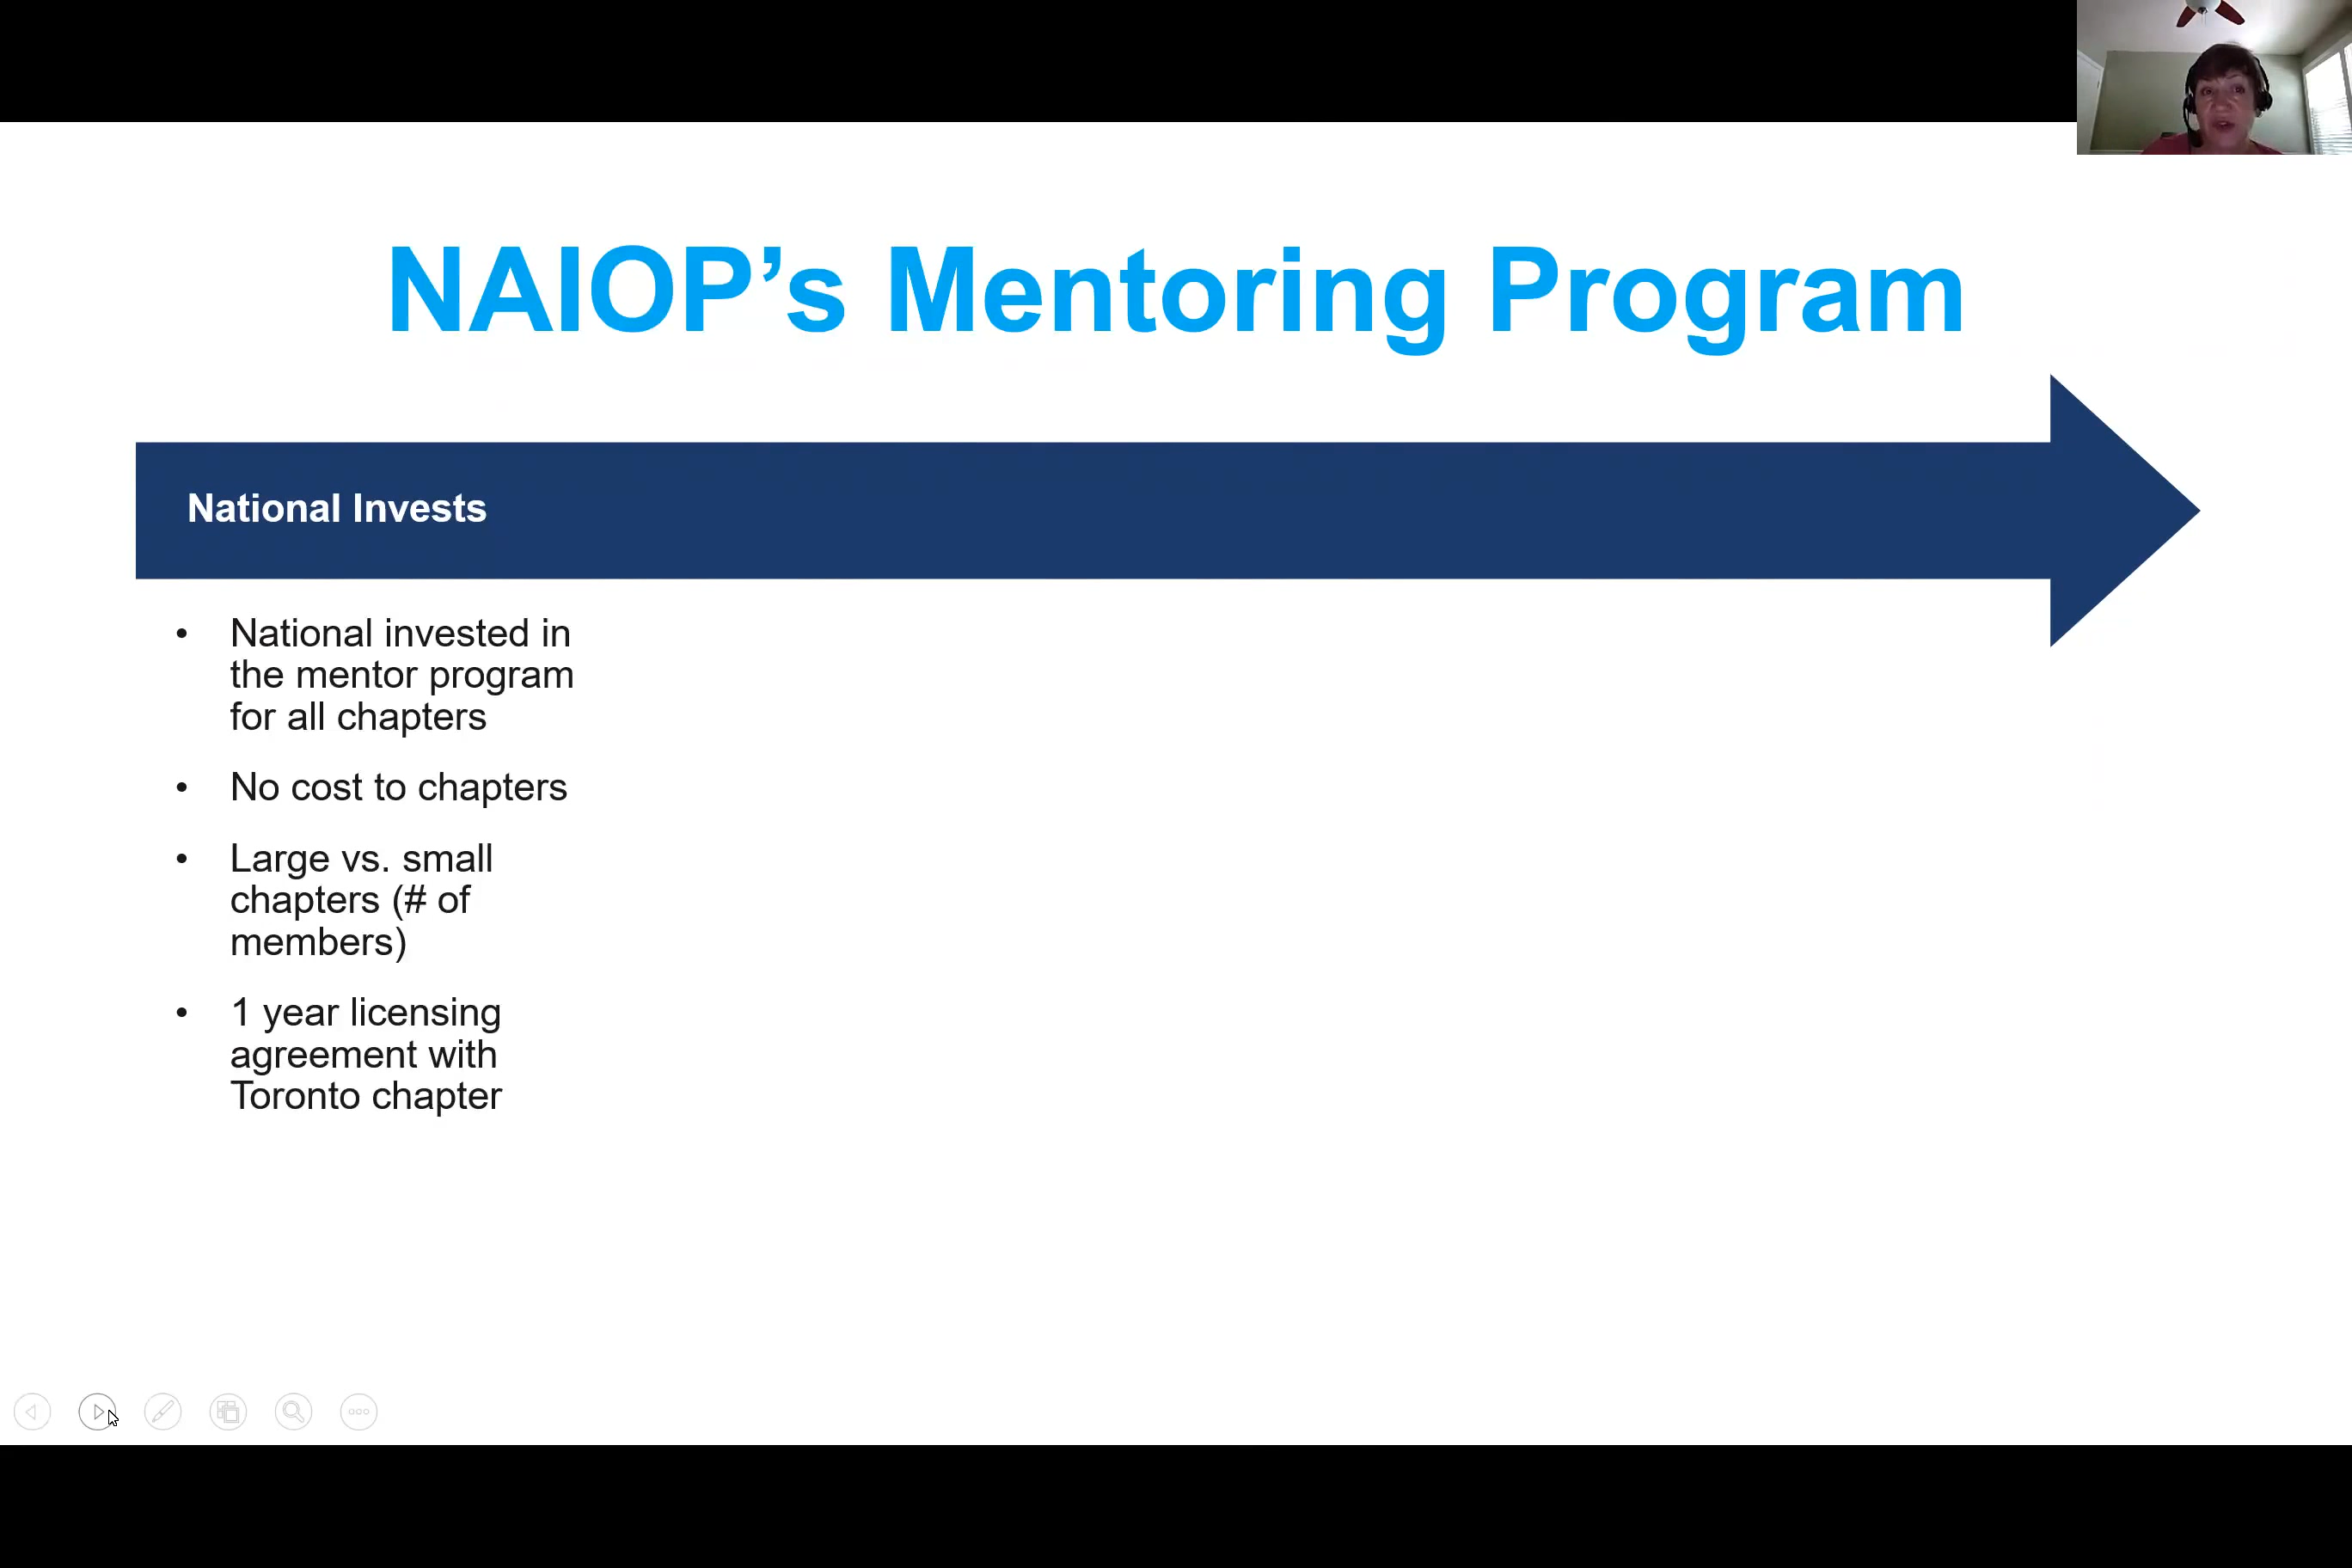 NAIOP’s Mentoring Program
National Invests
• National invested in
the mentor program
for all chapters
• No cost to chapters
• Large vs. small
chapters (# of
members)
• 1 year licensing
agreement with
Toronto chapter